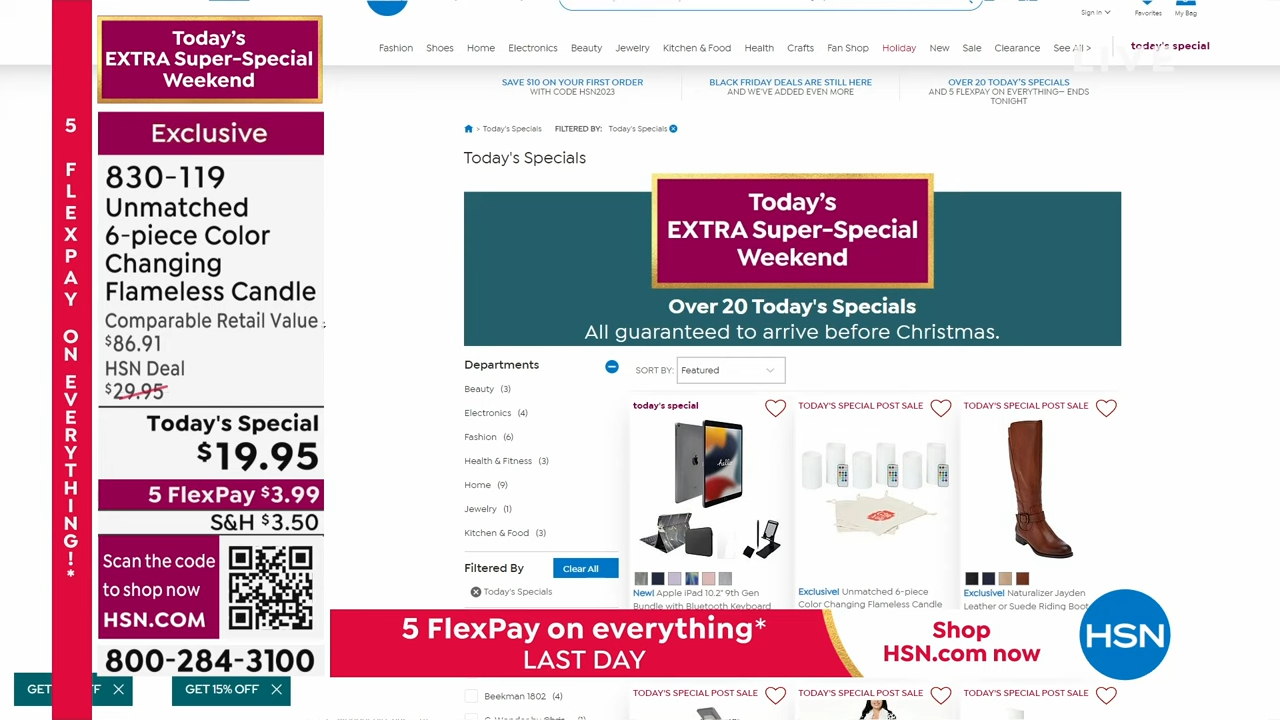 Today's
EXTRA Super-Special
Weekend
Exclusive
830-119
Unmatched
6-piece Color
Changing
Flameless Candle
Comparable Retail Value
$86.91
HSN Deal
$29.95
Today's Special
$19.95
5 FlexPay $3.99
S&H $3.50
Scan the code
to shop now
HSN.COM
800-284-3100
5 FLEXPAY ON EVERYTHING!*
GET
FF ×
GET 15% OFF ×
Sign In
Favorites
My Bag
Fashion Shoes Home Electronics Beauty Jewelry Kitchen & Food Health Crafts Fan Shop Holiday New Sale Clearance See All > today's special
LIVE
SAVE $10 ON YOUR FIRST ORDER
WITH CODE HSN2023
BLACK FRIDAY DEALS ARE STILL HERE
AND WE'VE ADDED EVEN MORE
OVER 20 TODAY'S SPECIALS
AND 5 FLEXPAY ON EVERYTHING— ENDS
TONIGHT
> Today's Specials FILTERED BY: Today's Specials
Today's Specials
Today's
EXTRA Super-Special
Weekend
Over 20 Today's Specials
All guaranteed to arrive before Christmas.
Departments
Beauty (3)
Electronics (4)
Fashion (6)
Health & Fitness (3)
Home (9)
Jewelry (1)
Kitchen & Food (3)
Filtered By Clear All
Today's Specials
SORT BY: Featured
today's special
hello
New! Apple iPad 10.2" 9th Gen
Bundle with Bluetooth Keyboard
TODAY'S SPECIAL POST SALE
Exclusive! Unmatched 6-piece
Color Changing Flameless Candle
TODAY'S SPECIAL POST SALE
Exclusive! Naturalizer Jayden
Leather or Suede Riding Boot
5 FlexPay on everything*
LAST DAY
Shop
HSN.com now
HSN
Beekman 1802 (4)
TODAY'S SPECIAL POST SALE
TODAY'S SPECIAL POST SALE
TODAY'S SPECIAL POST SALE